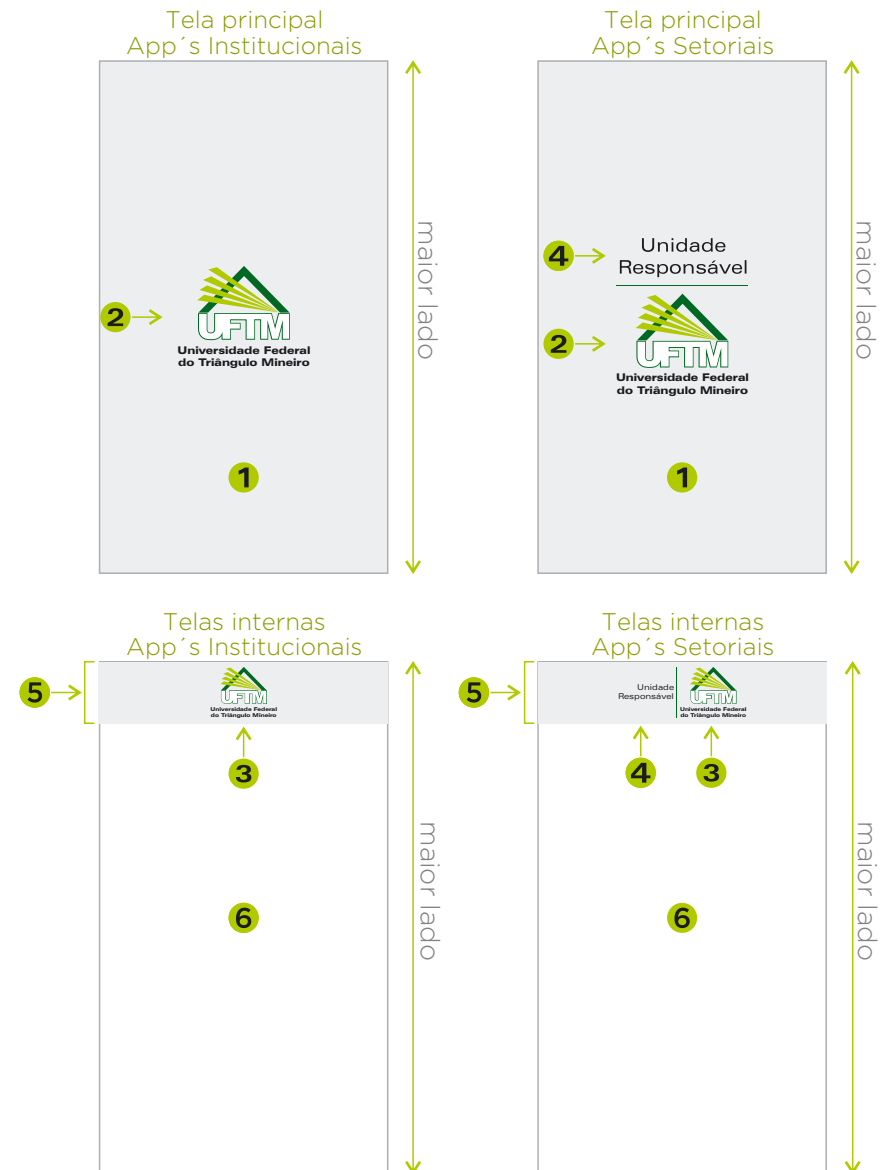 Tela principal
App´s Institucionais
maior lado
2
UFTM
Universidade Federal
do Triângulo Mineiro
1
Tela principal
App´s Setoriais
maior lado
4
Unidade
Responsável
2
UFTM
Universidade Federal
do Triângulo Mineiro
1
Telas internas
App´s Institucionais
5
UFTM
Universidade Federal
do Triângulo Mineiro
3
maior lado
6
Telas internas
App´s Setoriais
5
Unidade
Responsável
UFTM
Universidade Federal
do Triângulo Mineiro
4
3
maior lado
6